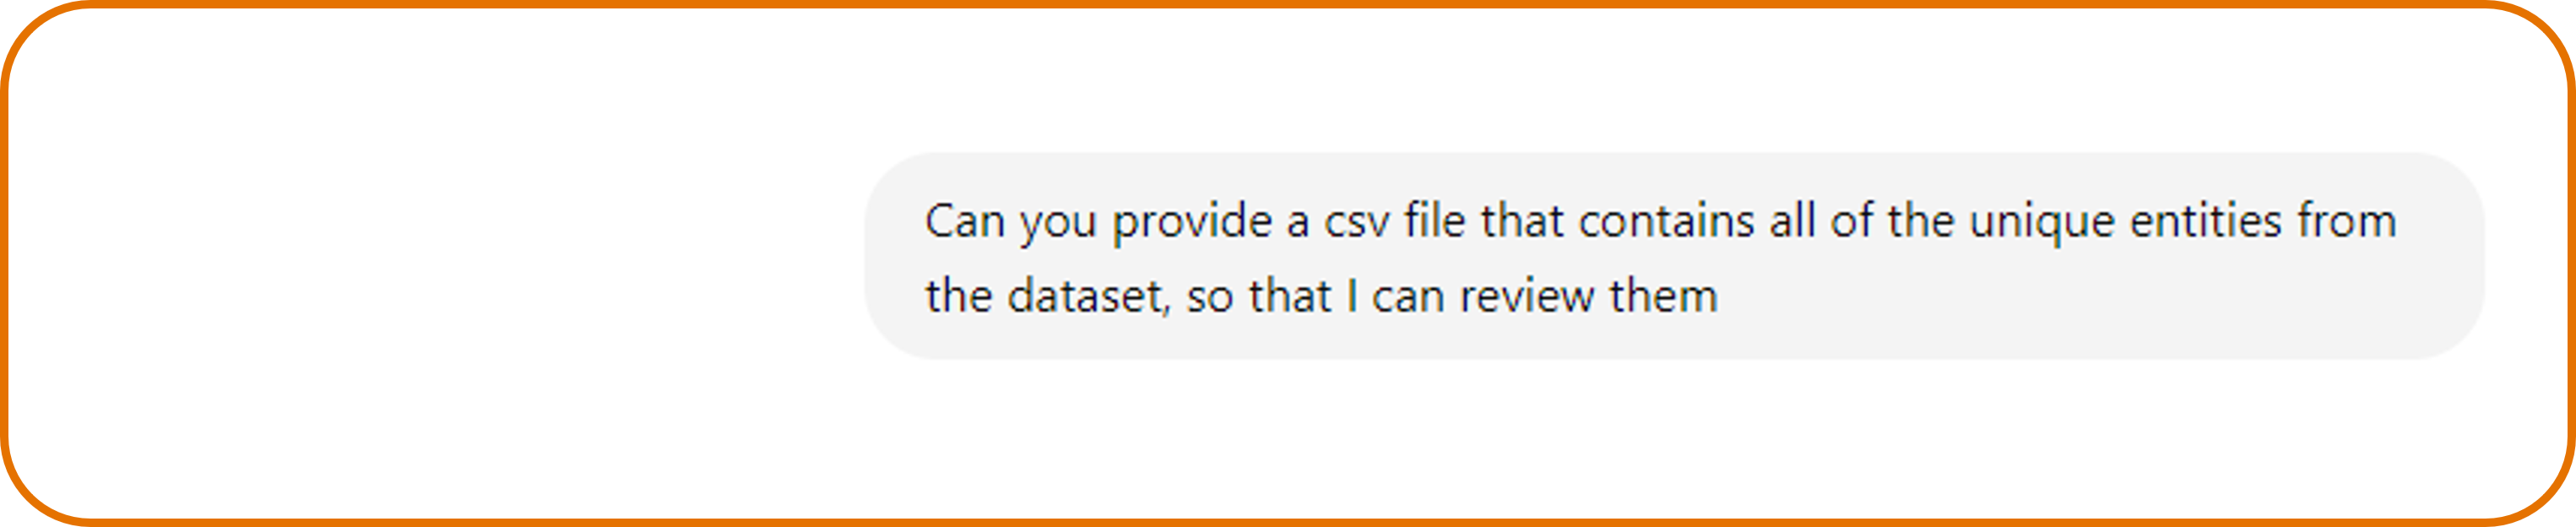 Can you provide a csv file that contains all of the unique entities from
the dataset, so that I can review them